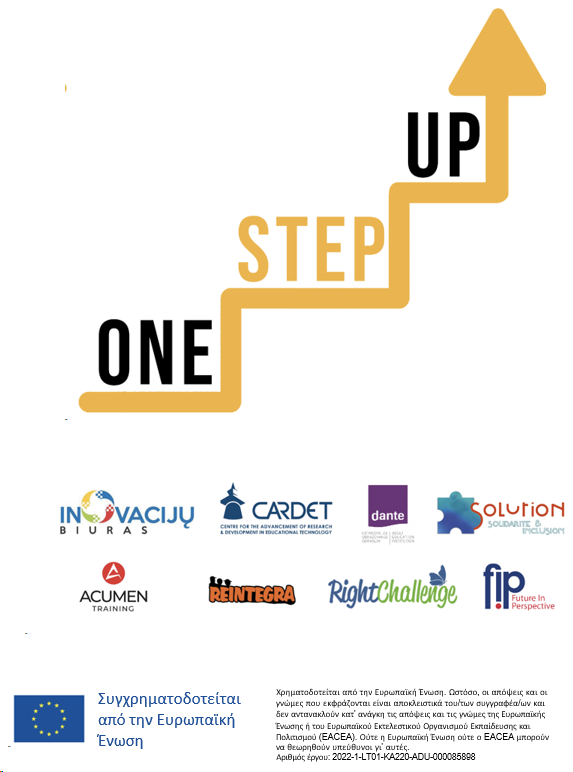 UP
STEP
ONE
INOVACIJŲ
BIURAS
CARDET
CENTRE FOR THE ADVANCEMENT OF RESEARCH
& DEVELOPMENT IN EDUCATIONAL TECHNOLOGY
dante
SOLUTION
SOLIDARITÉ &
INCLUSION
ACUMEN
TRAINING
REINTEGRA
RightChallenge
fip
Future In
Perspective
Συγχρηματοδοτείται
από την Ευρωπαϊκή
Ένωση
Χρηματοδοτείται από την Ευρωπαϊκή Ένωση. Ωστόσο, οι απόψεις και οι
γνώμες που εκφράζονται είναι αποκλειστικά του/των συγγραφέα/ων και
δεν αντανακλούν κατ' ανάγκη τις απόψεις και τις γνώμες της Ευρωπαϊκής
Ένωσης ή του Ευρωπαϊκού Εκτελεστικού Οργανισμού Εκπαίδευσης και
Πολιτισμού (EACEA). Ούτε η Ευρωπαϊκή Ένωση ούτε ο EACEA μπορούν
να θεωρηθούν υπεύθυνοι γι' αυτές.
Αριθμός έργου: 2022-1-LT01-KA220-ADU-000085898